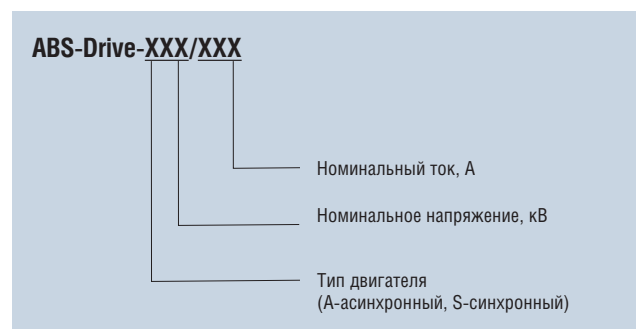 ABS-Drive-XXX/XXX
Номинальный ток, А
Номинальное напряжение, кВ
Тип двигателя
(А-асинхронный, S-синхронный)